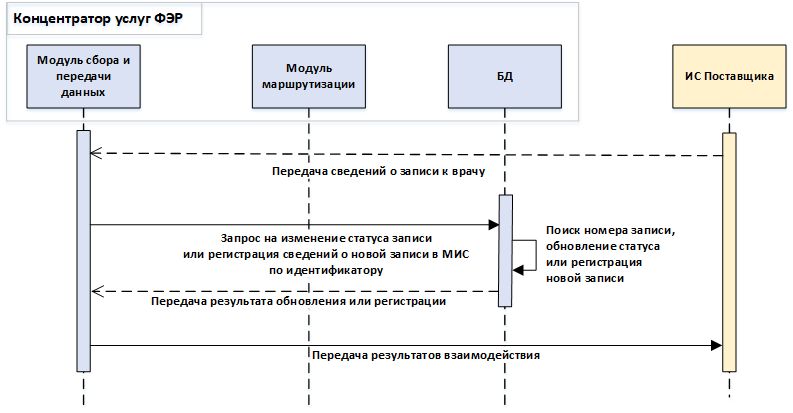 Концентратор услуг ФЭР
Модуль сбора и
передачи
данных
Модуль
маршрутизации
БД
ИС Поставщика
Передача сведений о записи к врачу
Запрос на изменение статуса записи
или регистрация сведений о новой записи в МИС
по идентификатору
Поиск номера записи,
обновление статуса
или регистрация
новой записи
Передача результата обновления или регистрации
Передача результатов взаимодействия